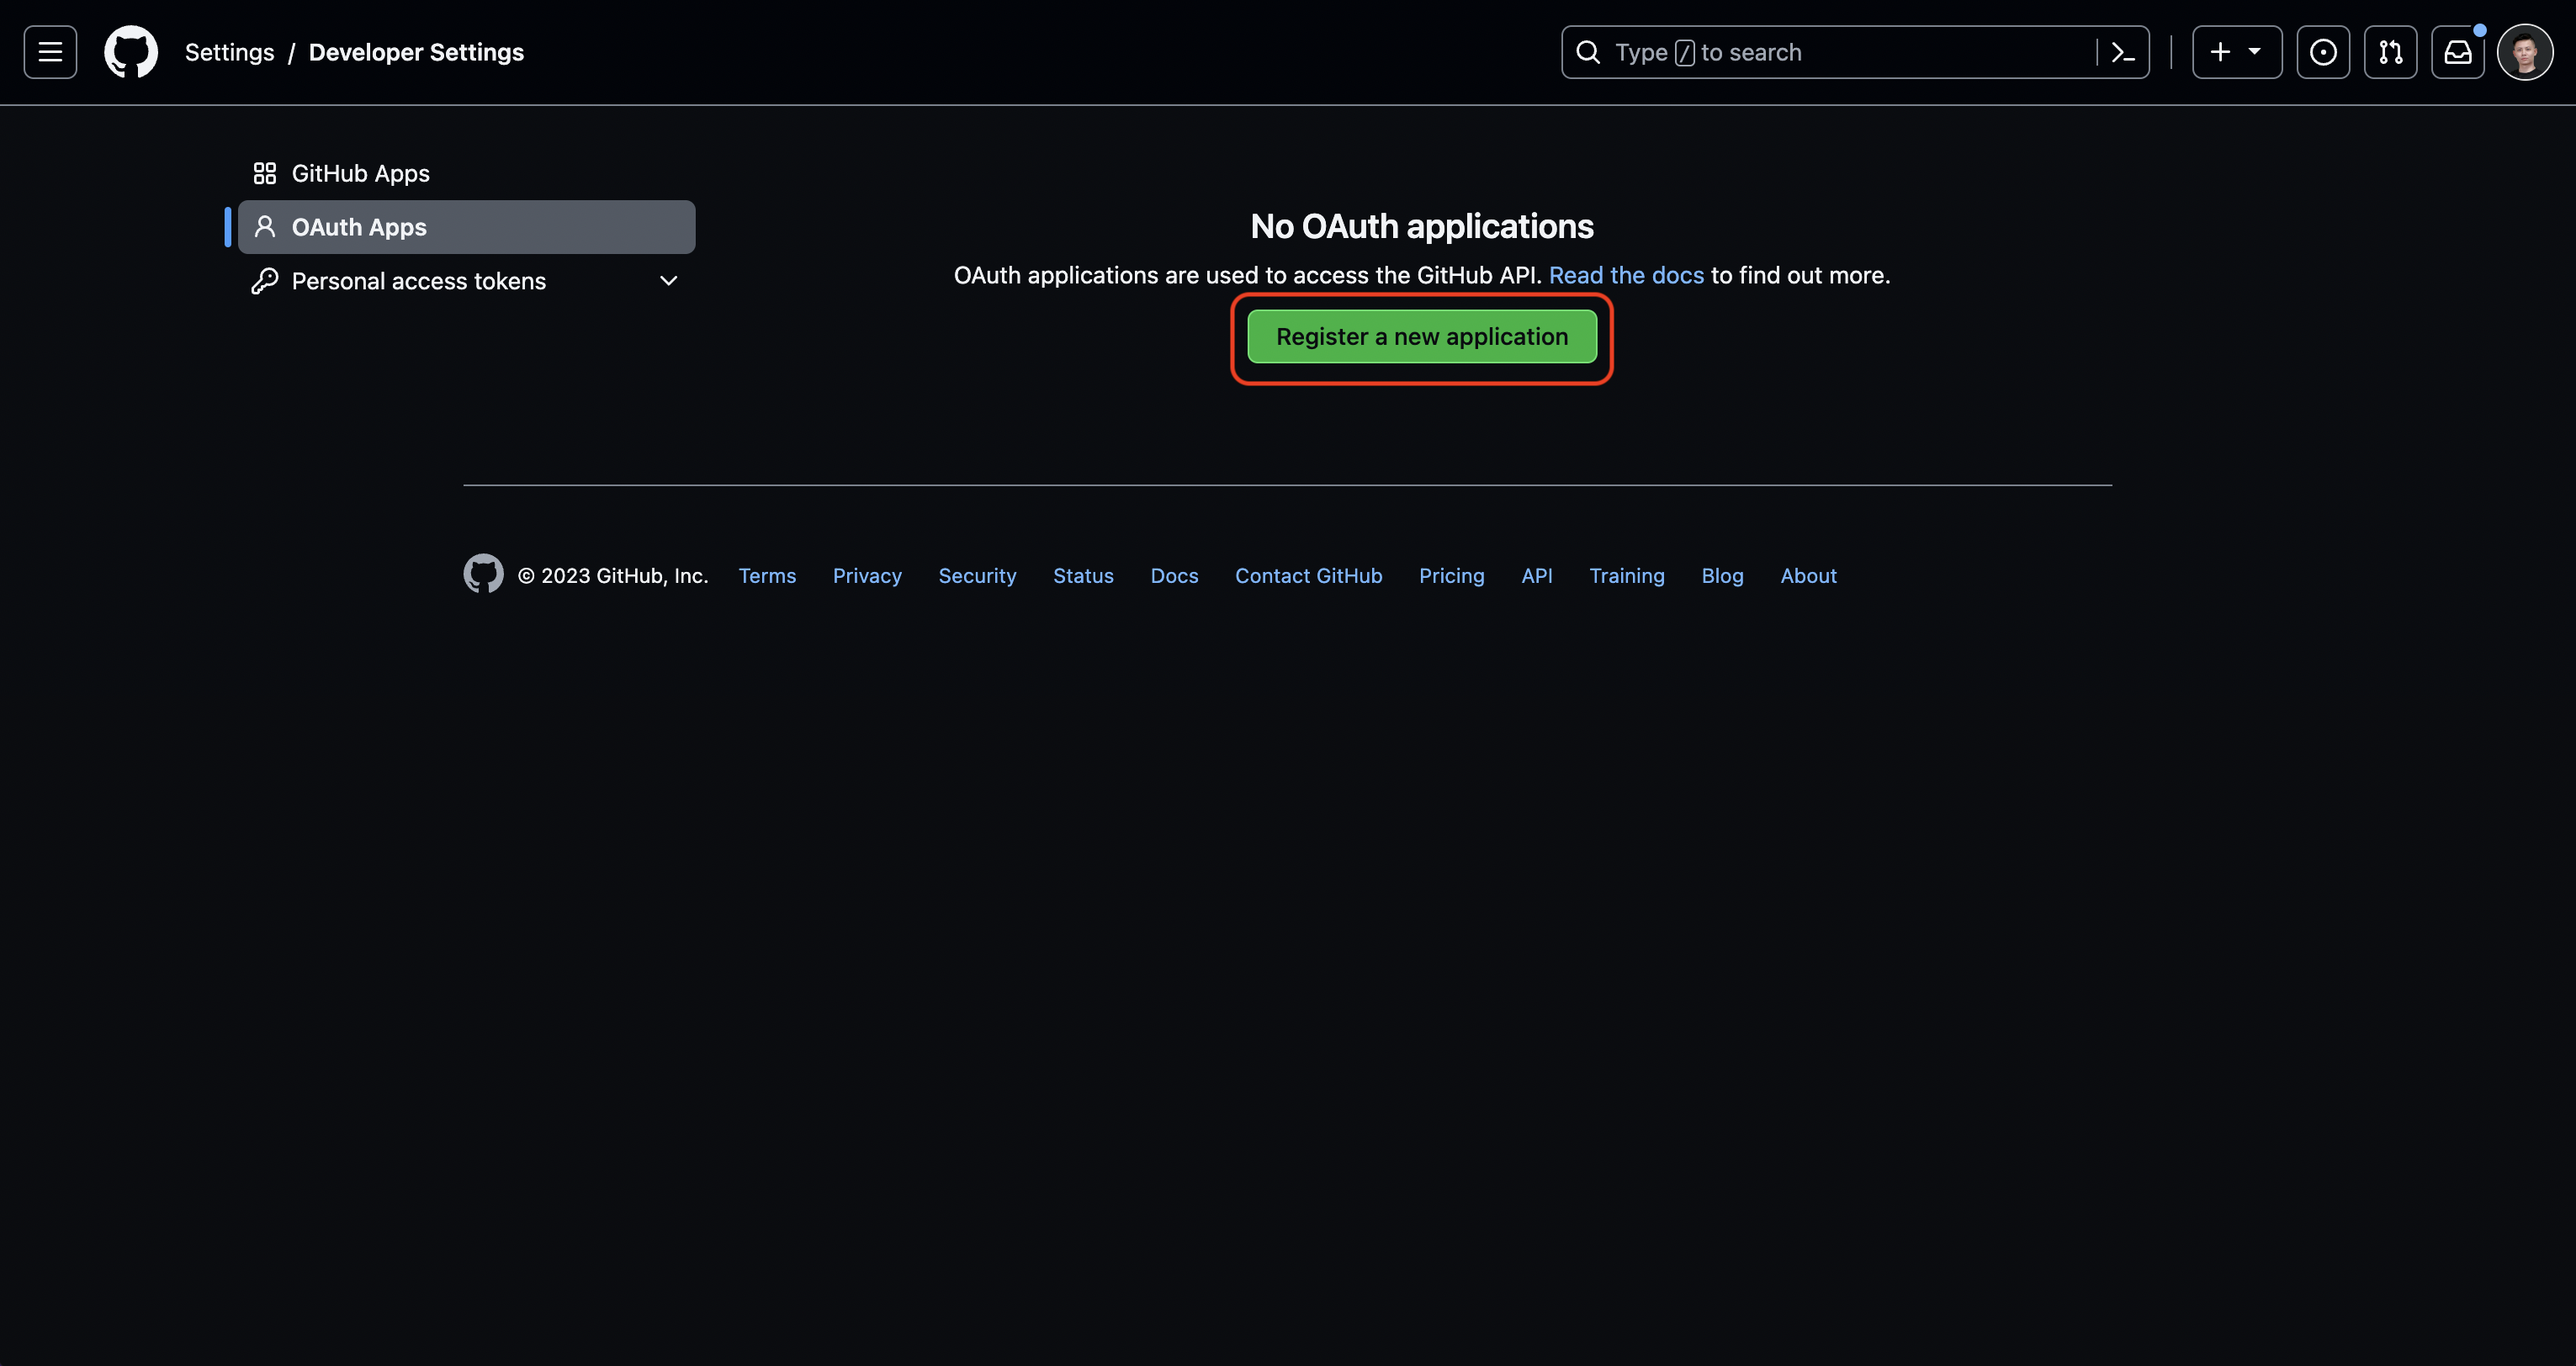 Settings / Developer Settings
Type / to search
GitHub Apps
OAuth Apps
Personal access tokens
No OAuth applications
OAuth applications are used to access the GitHub API. Read the docs to find out more.
Register a new application
© 2023 GitHub, Inc. Terms Privacy Security Status Docs Contact GitHub Pricing API Training Blog About